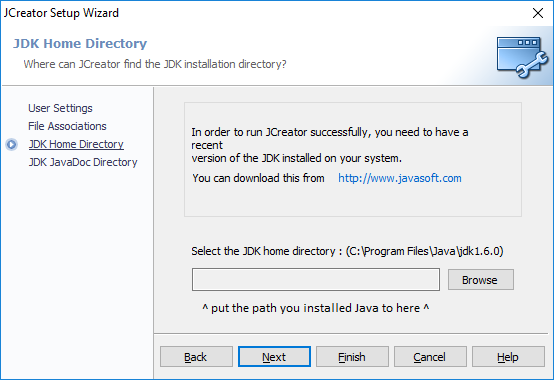 JCreator Setup Wizard
JDK Home Directory
Where can JCreator find the JDK installation directory?
User Settings
File Associations
JDK Home Directory
JDK JavaDoc Directory
In order to run JCreator successfully, you need to have a
recent
version of the JDK installed on your system.
You can download this from http://www.javasoft.com
Select the JDK home directory : (C:\Program Files\Java\jdk1.6.0)
Browse
^ put the path you installed Java to here ^
Back Next Finish Cancel Help